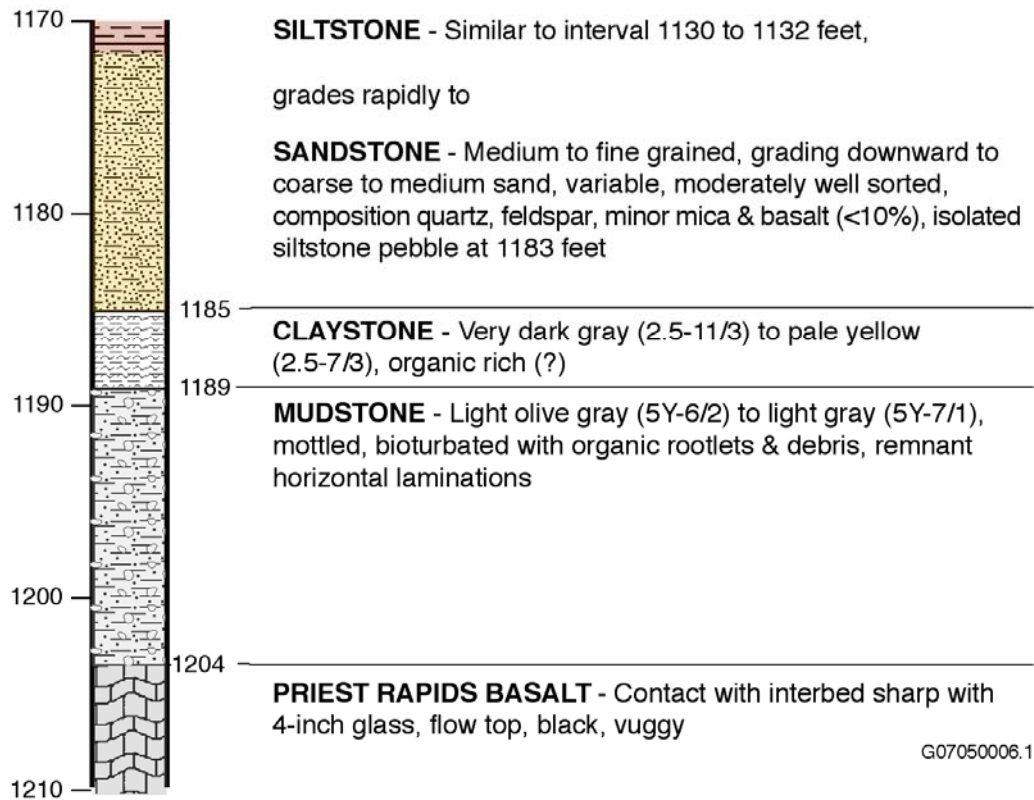 1170
SILTSTONE - Similar to interval 1130 to 1132 feet,
grades rapidly to
SANDSTONE - Medium to fine grained, grading downward to
coarse to medium sand, variable, moderately well sorted,
1180
composition quartz, feldspar, minor mica & basalt (<10%), isolated
siltstone pebble at 1183 feet
1185
CLAYSTONE - Very dark gray (2.5-11/3) to pale yellow
(2.5-7/3), organic rich (?)
1189
1190
MUDSTONE - Light olive gray (5Y-6/2) to light gray (5Y-7/1),
mottled, bioturbated with organic rootlets & debris, remnant
horizontal laminations
1200
1204
PRIEST RAPIDS BASALT - Contact with interbed sharp with
4-inch glass, flow top, black, vuggy
G07050006.1
1210